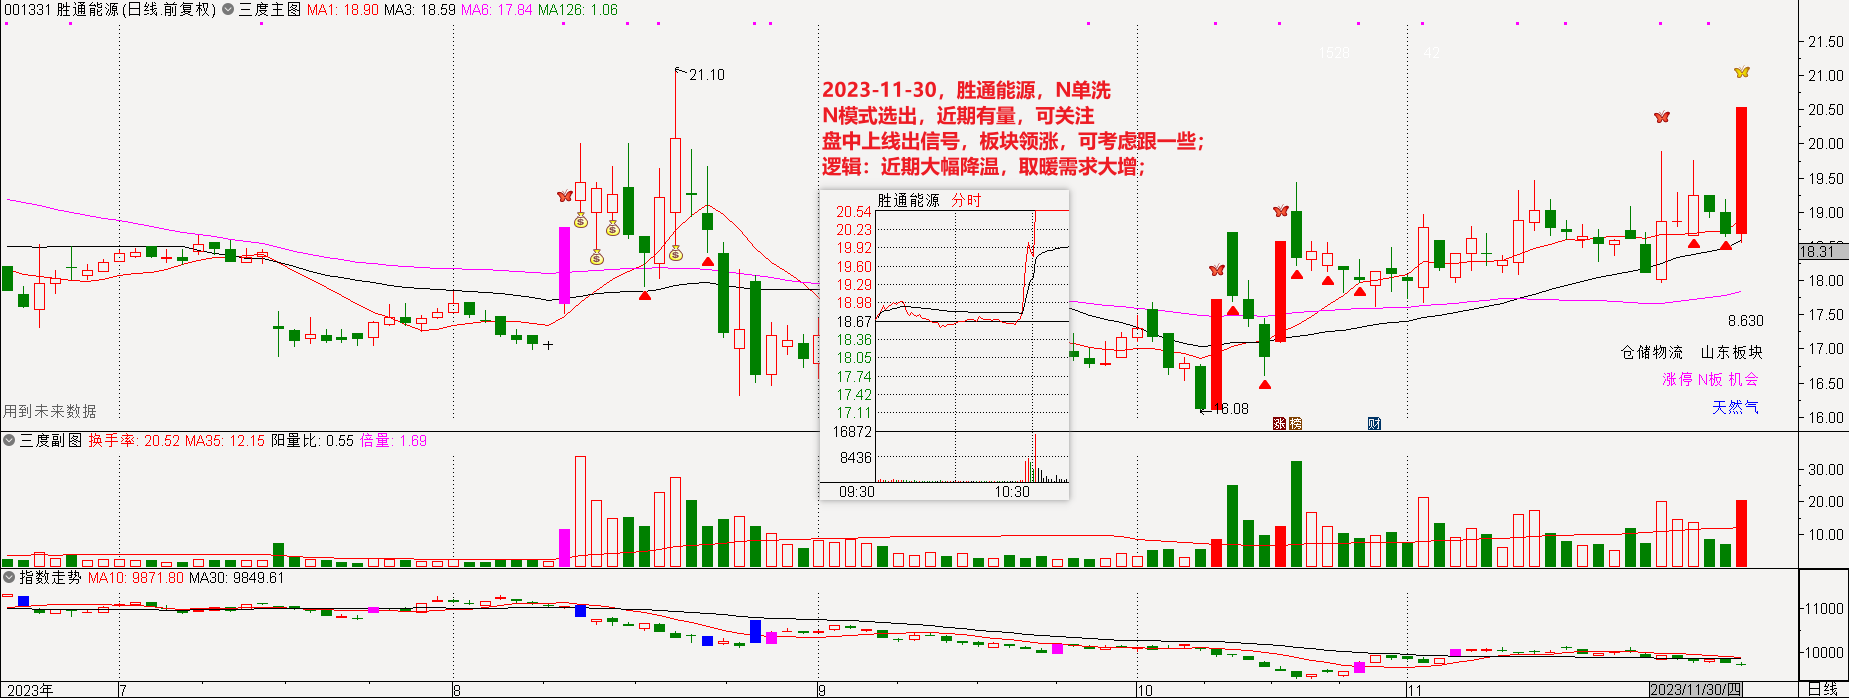 001331 胜通能源(日线.前复权) 三度主图 MA1: 18.90 MA3: 18.59 MA6: 17.84 MA126: 1.06
1528
42
21.50
21.00
20.50
20.00
19.50
19.00
18.31
18.00
17.50
17.00
16.50
16.00
21.10
2023-11-30，胜通能源，N单洗
N模式选出，近期有量，可关注
盘中上线出信号，板块领涨，可考虑跟一些；
逻辑：近期大幅降温，取暖需求大增；
胜通能源 分时
20.54
20.23
19.92
19.60
19.29
18.98
18.67
18.36
18.05
17.74
17.42
17.11
16872
8436
09:30 10:30
8.630
仓储物流 山东板块
涨停 N板 机会
天然气
16.08
涨 榜 财
用到未来数据
三度副图 换手率: 20.52 MA35: 12.15 阳量比: 0.55 倍量: 1.69
30.00
20.00
10.00
指数走势 MA10: 9871.80 MA30: 9849.61
11000
10000
2023年 7 8 9 10 11 2023/11/30/四 日线